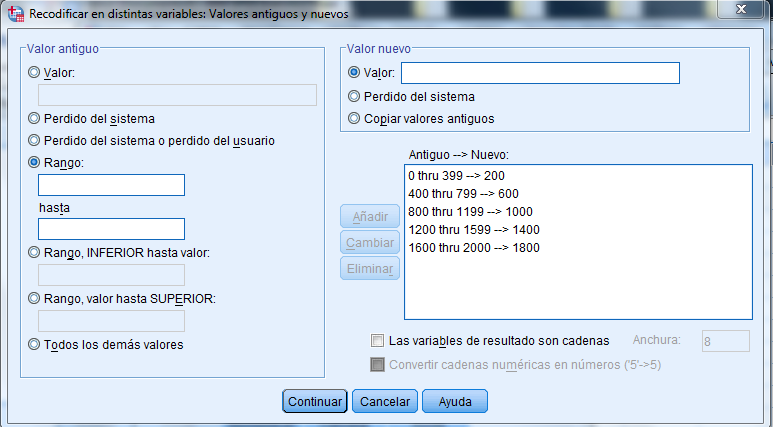 Recodificar en distintas variables: Valores antiguos y nuevos
Valor antiguo
Valor:
Perdido del sistema
Perdido del sistema o perdido del usuario
Rango:
hasta
Rango, INFERIOR hasta valor:
Rango, valor hasta SUPERIOR:
Todos los demás valores
Valor nuevo
Valor:
Perdido del sistema
Copiar valores antiguos
Antiguo --> Nuevo:
0 thru 399 --> 200
400 thru 799 --> 600
800 thru 1199 --> 1000
1200 thru 1599 --> 1400
1600 thru 2000 --> 1800
Añadir
Cambiar
Eliminar
Las variables de resultado son cadenas
Anchura:
8
Convertir cadenas numéricas en números ('5'->5)
Continuar
Cancelar
Ayuda